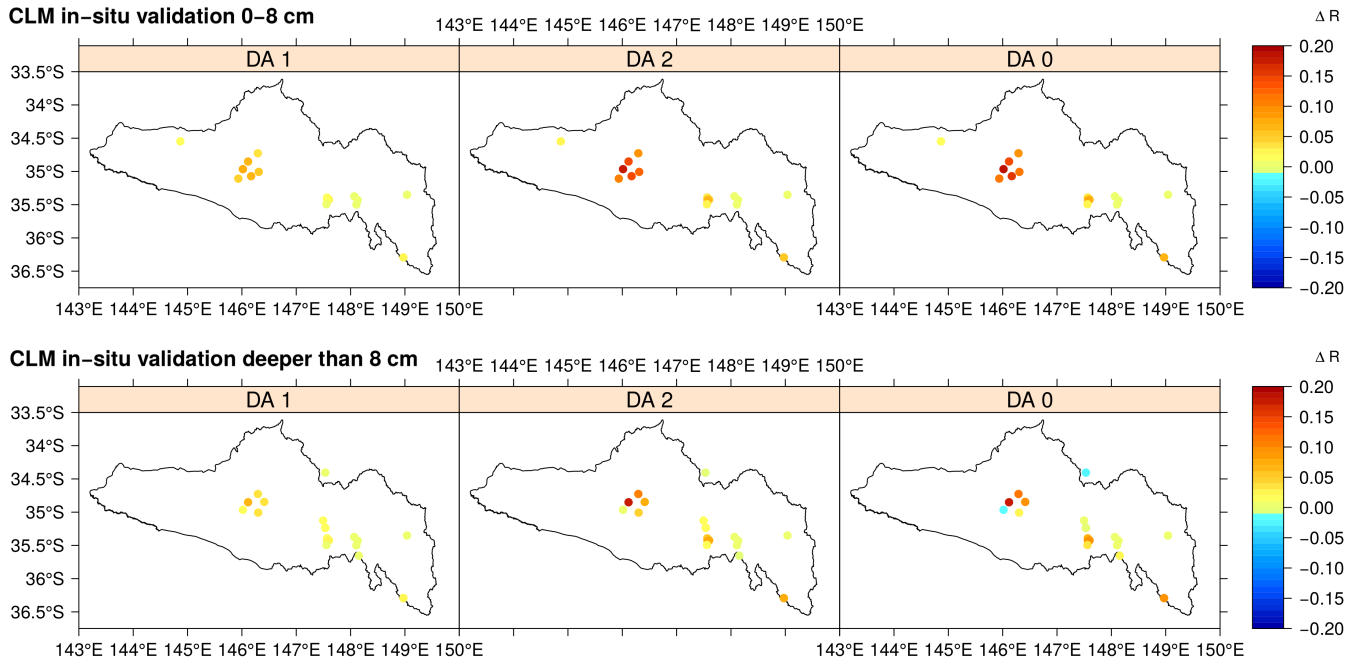 CLM in−situ validation 0−8 cm
143°E 144°E 145°E 146°E 147°E 148°E 149°E 150°E
Δ R
DA 1 DA 2 DA 0
33.5°S
34°S
34.5°S
35°S
35.5°S
36°S
36.5°S
0.20
0.15
0.10
0.05
0.00
−0.05
−0.10
−0.15
−0.20
143°E 144°E 145°E 146°E 147°E 148°E 149°E 150°E 143°E 144°E 145°E 146°E 147°E 148°E 149°E 150°E
CLM in−situ validation deeper than 8 cm
143°E 144°E 145°E 146°E 147°E 148°E 149°E 150°E
Δ R
DA 1 DA 2 DA 0
33.5°S
34°S
34.5°S
35°S
35.5°S
36°S
36.5°S
0.20
0.15
0.10
0.05
0.00
−0.05
−0.10
−0.15
−0.20
143°E 144°E 145°E 146°E 147°E 148°E 149°E 150°E 143°E 144°E 145°E 146°E 147°E 148°E 149°E 150°E